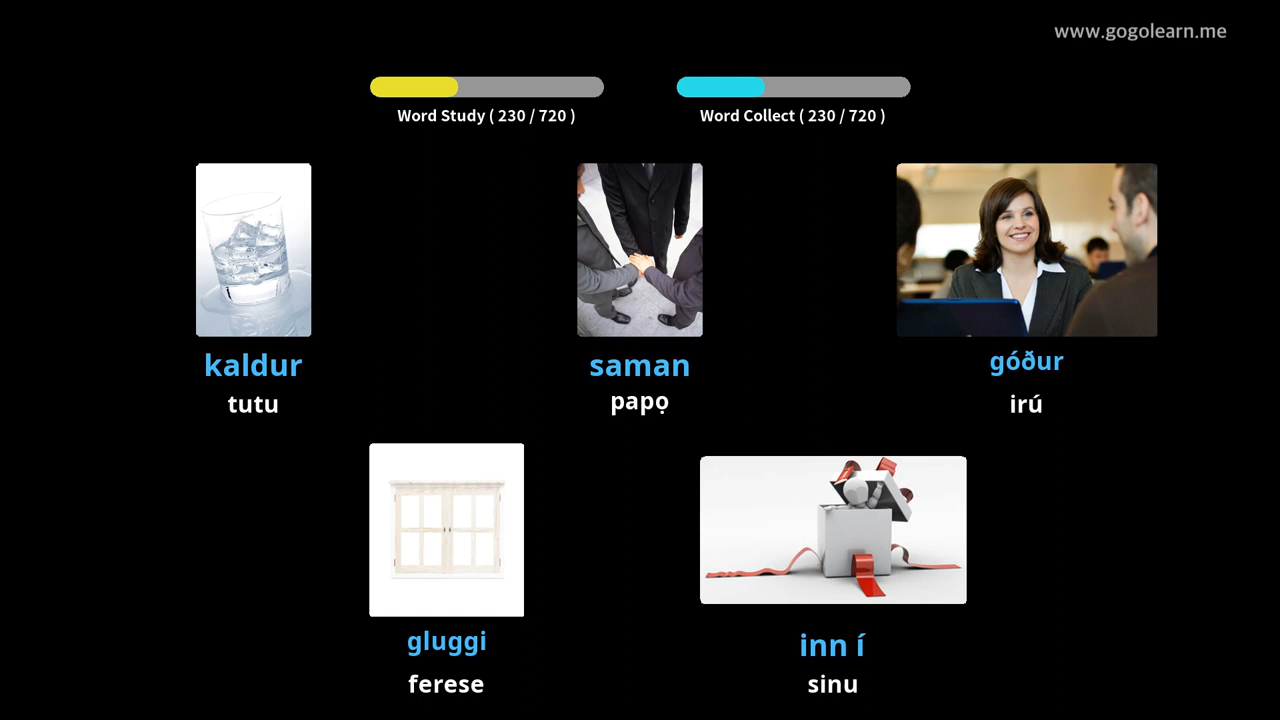 www.gogolearn.me
Word Study ( 230 / 720 )
Word Collect ( 230 / 720 )
kaldur
tutu
saman
papọ
góður
irú
gluggi
ferese
inn í
sinu